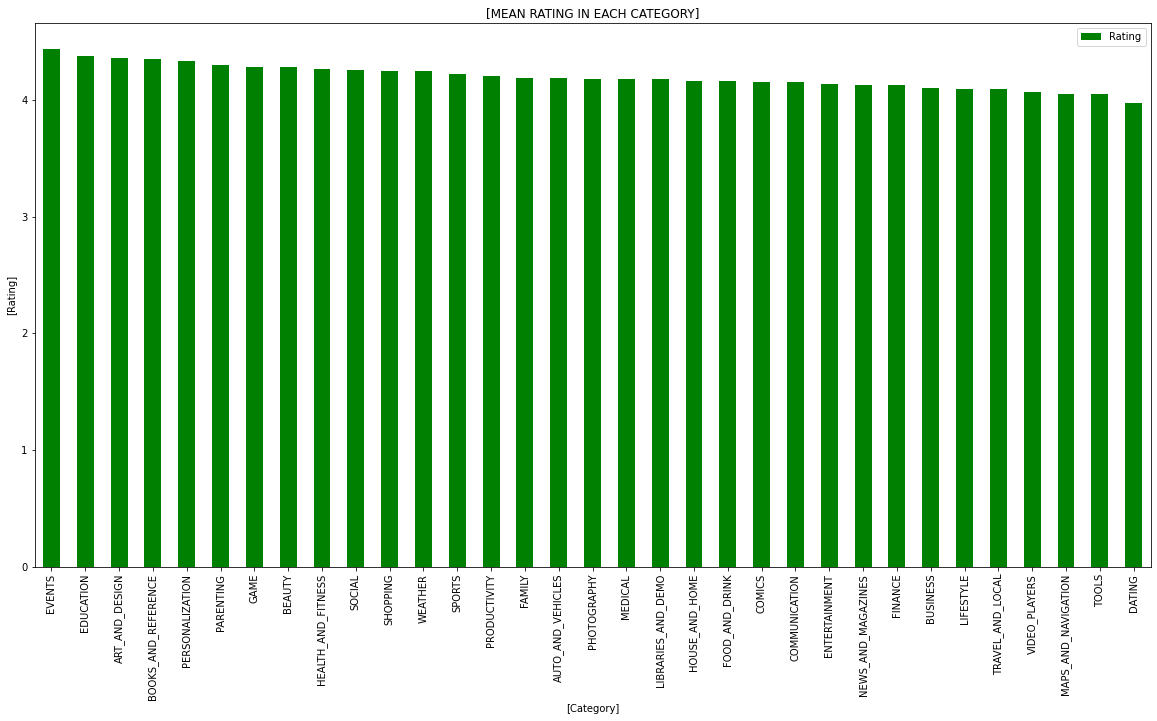 [MEAN RATING IN EACH CATEGORY]
Rating
4
3
2
1
0
[Rating]
EVENTS
EDUCATION
ART_AND_DESIGN
BOOKS_AND_REFERENCE
PERSONALIZATION
PARENTING
GAME
BEAUTY
HEALTH_AND_FITNESS
SOCIAL
SHOPPING
WEATHER
SPORTS
PRODUCTIVITY
FAMILY
AUTO_AND_VEHICLES
PHOTOGRAPHY
MEDICAL
LIBRARIES_AND_DEMO
HOUSE_AND_HOME
FOOD_AND_DRINK
COMICS
COMMUNICATION
ENTERTAINMENT
NEWS_AND_MAGAZINES
FINANCE
BUSINESS
LIFESTYLE
TRAVEL_AND_LOCAL
VIDEO_PLAYERS
MAPS_AND_NAVIGATION
TOOLS
DATING
[Category]